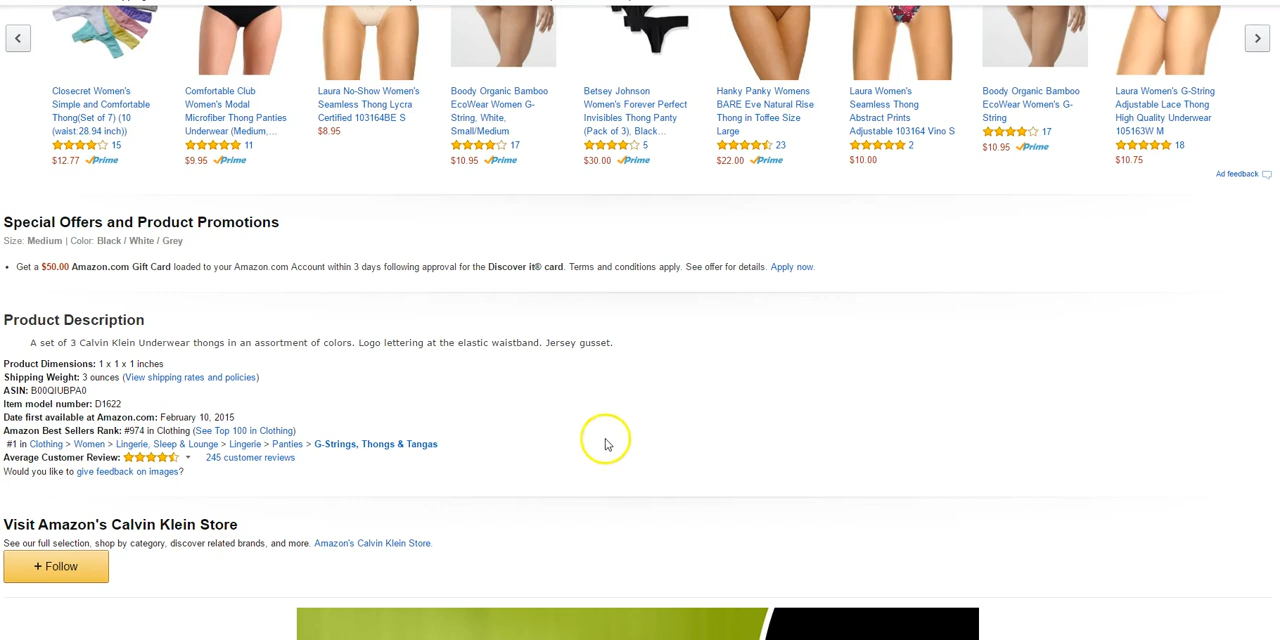 Closecret Women's
Simple and Comfortable
Thong(Set of 7) (10
(waist:28.94 inch))
15
$12.77 Prime
Comfortable Club
Women's Modal
Microfiber Thong Panties
Underwear (Medium,...
11
$9.95 Prime
Laura No-Show Women's
Seamless Thong Lycra
Certified 103164BE S
$8.95
Boody Organic Bamboo
EcoWear Women G-
String, White,
Small/Medium
17
$10.95 Prime
Betsey Johnson
Women's Forever Perfect
Invisibles Thong Panty
(Pack of 3), Black...
5
$30.00 Prime
Hanky Panky Womens
BARE Eve Natural Rise
Thong in Toffee Size
Large
23
$22.00 Prime
Laura Women's
Seamless Thong
Abstract Prints
Adjustable 103164 Vino S
2
$10.00
Boody Organic Bamboo
EcoWear Women's G-
String
17
$10.95 Prime
Laura Women's G-String
Adjustable Lace Thong
High Quality Underwear
105163W M
18
$10.75
Ad feedback
Special Offers and Product Promotions
Size: Medium | Color: Black / White / Grey
• Get a $50.00 Amazon.com Gift Card loaded to your Amazon.com Account within 3 days following approval for the Discover it® card. Terms and conditions apply. See offer for details. Apply now.
Product Description
A set of 3 Calvin Klein Underwear thongs in an assortment of colors. Logo lettering at the elastic waistband. Jersey gusset.
Product Dimensions: 1 x 1 x 1 inches
Shipping Weight: 3 ounces (View shipping rates and policies)
ASIN: B00QIUBPA0
Item model number: D1622
Date first available at Amazon.com: February 10, 2015
Amazon Best Sellers Rank: #974 in Clothing (See Top 100 in Clothing)
#1 in Clothing > Women > Lingerie, Sleep & Lounge > Lingerie > Panties > G-Strings, Thongs & Tangas
Average Customer Review: 245 customer reviews
Would you like to give feedback on images?
Visit Amazon's Calvin Klein Store
See our full selection, shop by category, discover related brands, and more. Amazon's Calvin Klein Store.
+ Follow